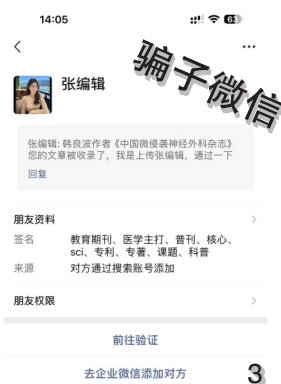 14:05
63
张编辑
骗子微信
张编辑: 韩良波作者《中国微侵袭神经外科杂志》
您的文章被收录了，我是上传张编辑，通过一下
回复
朋友资料
签名 教育期刊、医学主打、普刊、核心、
sci、专利、专著、课题、科普
来源 对方通过搜索账号添加
朋友权限
前往验证
去企业微信添加对方
3